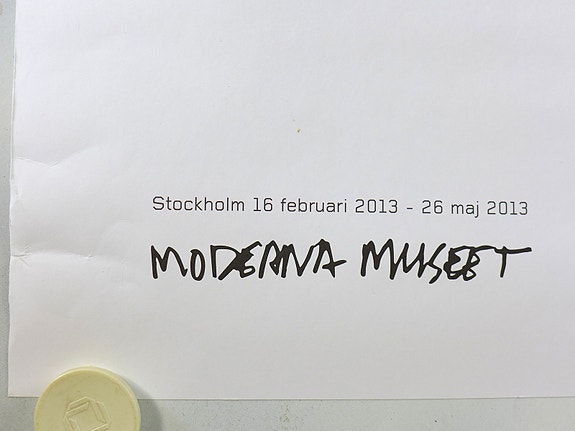 Stockholm 16 februari 2013 - 26 maj 2013
MODERNA MUSEET